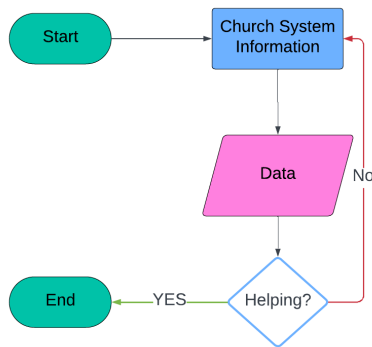 Start
Church System
Information
Data
No
Helping?
YES
End